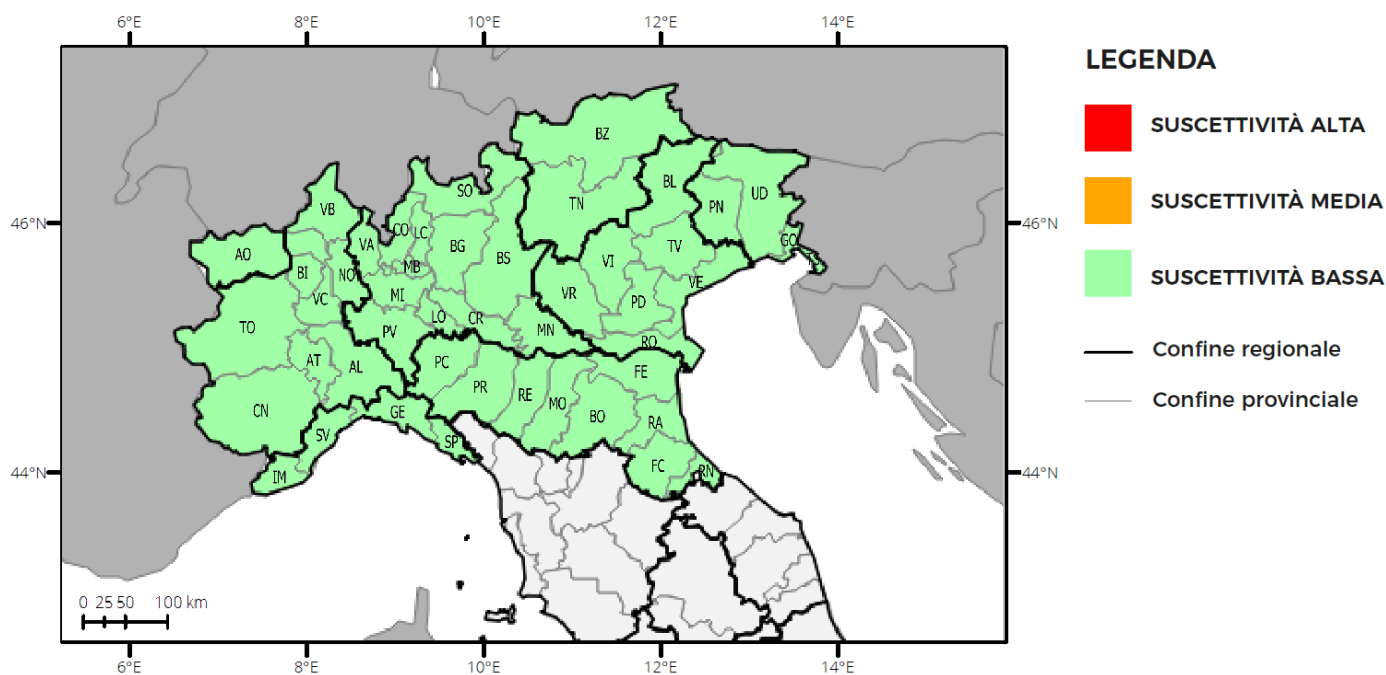 6°E 8°E 10°E 12°E 14°E
LEGENDA
SUSCETTIVITÀ ALTA
SUSCETTIVITÀ MEDIA
SUSCETTIVITÀ BASSA
Confine regionale
Confine provinciale
46°N 46°N
44°N 44°N
BZ
SO
BL
UD
VB
TN
PN
CO
LC
VA
BG
TV
GO
AO
BS
VI
BI
NO
MB
VE
VC
MI
VR
PD
LO
CR
TO
PV
MN
RO
AT
AL
PC
FE
PR
RE
MO
CN
GE
BO
RA
SV
SP
FC
RN
IM
0 25 50 100 km
6°E 8°E 10°E 12°E 14°E